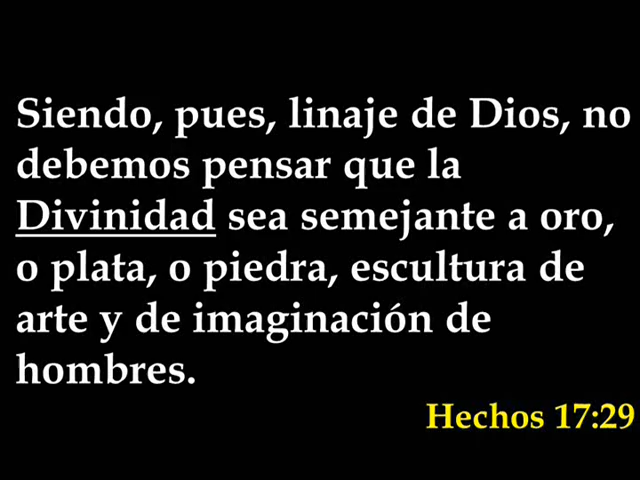 Siendo, pues, linaje de Dios, no
debemos pensar que la
Divinidad sea semejante a oro,
o plata, o piedra, escultura de
arte y de imaginación de
hombres.
Hechos 17:29